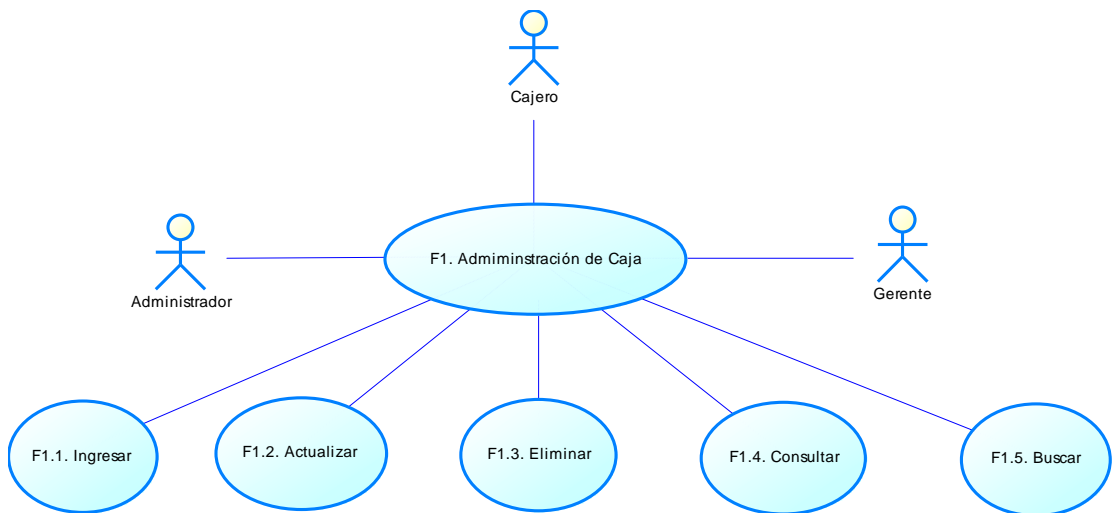 Cajero
F1. Admiminstración de Caja
Administrador
Gerente
F1.1. Ingresar
F1.2. Actualizar
F1.3. Eliminar
F1.4. Consultar
F1.5. Buscar